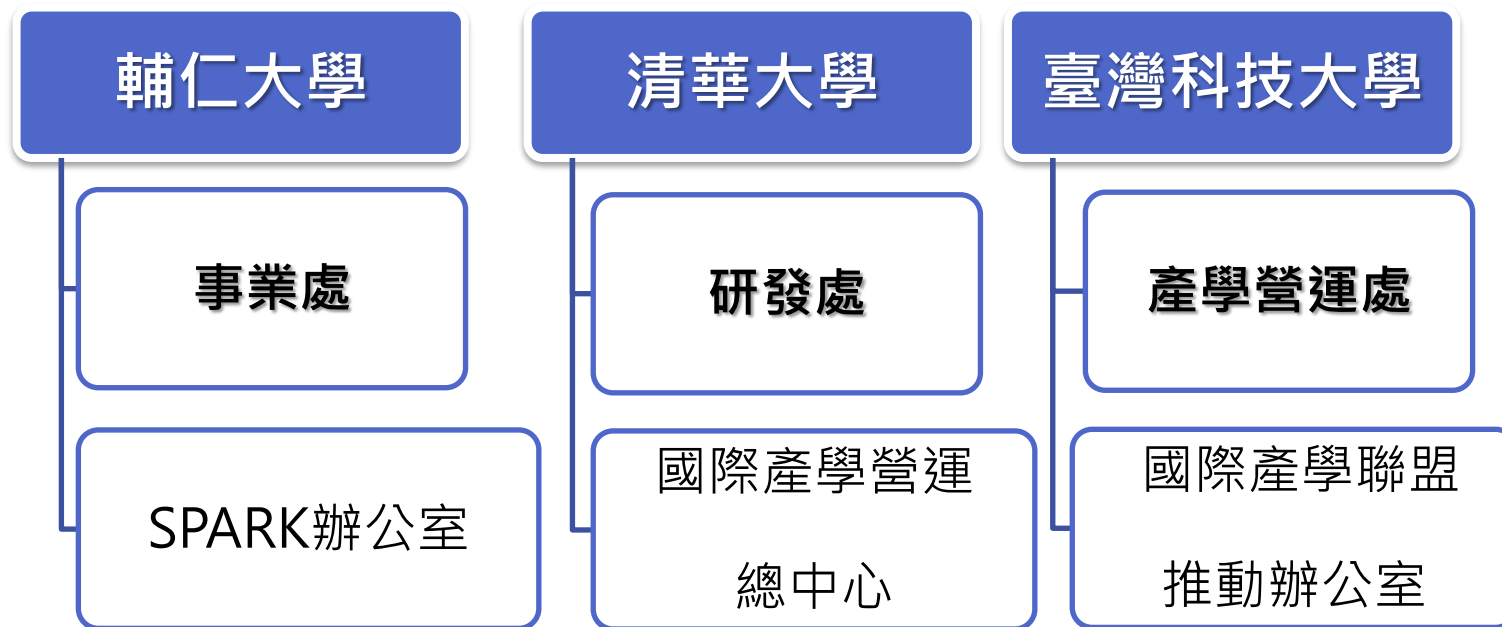 輔仁大學
事業處
SPARK辦公室
清華大學
研發處
國際產學營運
總中心
臺灣科技大學
產學營運處
國際產學聯盟
推動辦公室